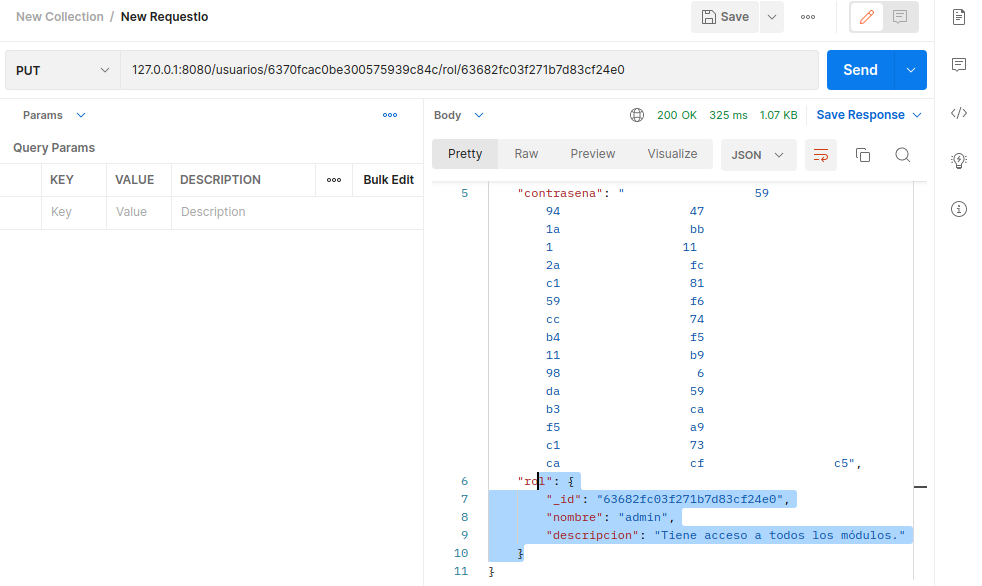 New Collection / New RequestIo
Save
PUT
127.0.0.1:8080/usuarios/6370fcac0be300575939c84c/rol/63682fc03f271b7d83cf24e0
Send
Params
Query Params
KEY VALUE DESCRIPTION Bulk Edit
Key Value Description
Body 200 OK 325 ms 1.07 KB Save Response
Pretty Raw Preview Visualize JSON
5 "contrasena": " 59
94 47
1a bb
1 11
2a fc
c1 81
59 f6
cc 74
b4 f5
11 b9
98 6
da 59
b3 ca
f5 a9
c1 73
ca cf c5",
6 "rol": {
7 "_id": "63682fc03f271b7d83cf24e0",
8 "nombre": "admin",
9 "descripcion": "Tiene acceso a todos los módulos."
10 }
11 }